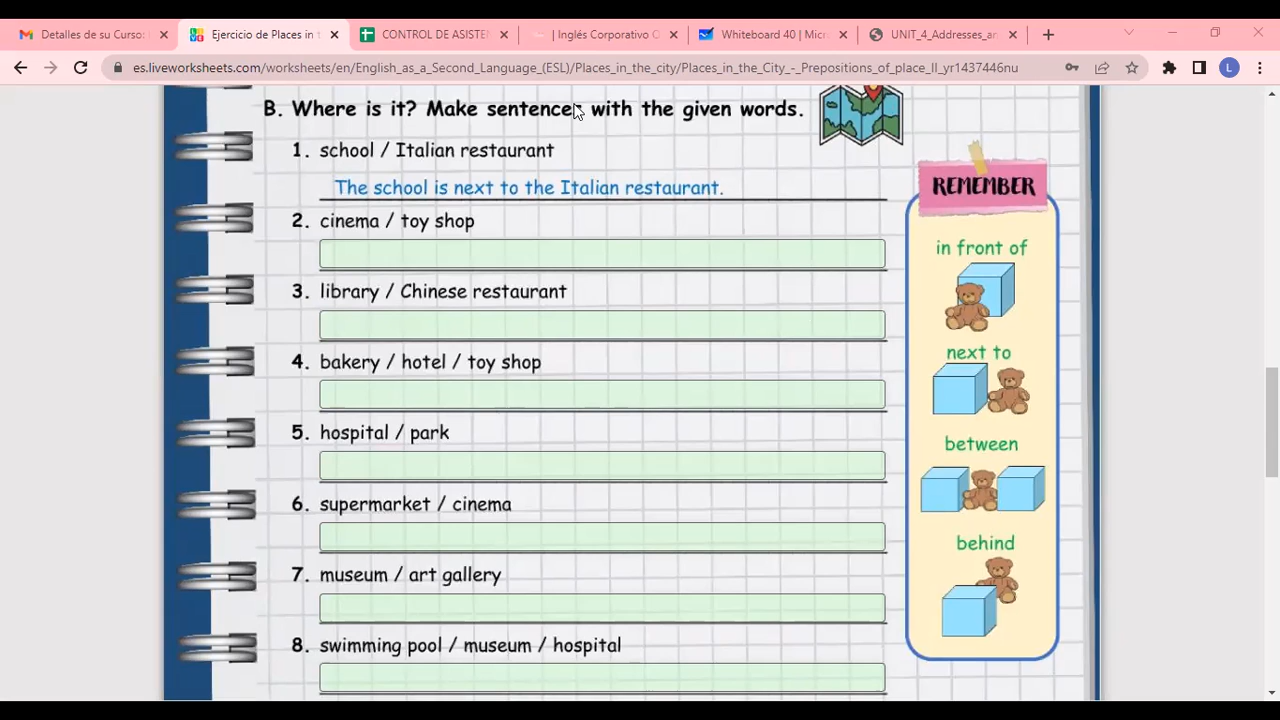 Detalles de su Curso:
Ejercicio de Places in t
CONTROL DE ASISTEN
| Inglés Corporativo
Whiteboard 40 | Micr
UNIT_4_Addresses_an
L
es.liveworksheets.com/worksheets/en/English_as_a_Second_Language_(ESL)/Places_in_the_city/Places_in_the_City_-_Prepositions_of_place_II_yr1437446nu
B. Where is it? Make sentences with the given words.
1. school / Italian restaurant
The school is next to the Italian restaurant.
2. cinema / toy shop
3. library / Chinese restaurant
4. bakery / hotel / toy shop
5. hospital / park
6. supermarket / cinema
7. museum / art gallery
8. swimming pool / museum / hospital
REMEMBER
in front of
next to
between
behind